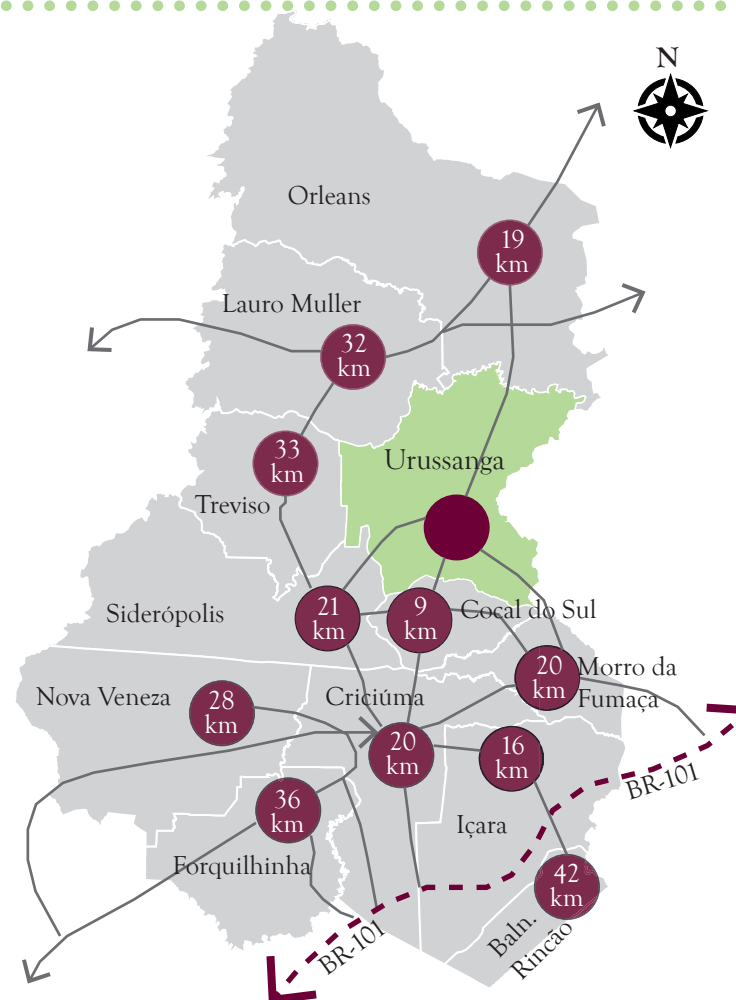 N
Orleans
19
km
Lauro Muller
32
km
33
km
Urussanga
Treviso
21
km
9
km
Cocal do Sul
Siderópolis
20
km
Morro da
Fumaça
Nova Veneza
28
km
Criciúma
20
km
16
km
BR-101
36
km
Içara
Forquilhinha
42
km
BR-101
Baln.
Rincão